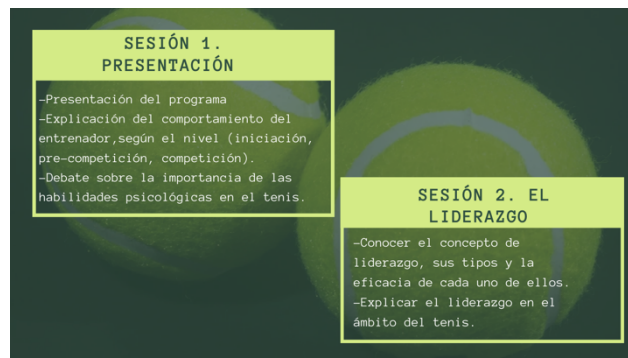 SESIÓN 1.
PRESENTACIÓN
-Presentación del programa
-Explicación del comportamiento del
entrenador,según el nivel (iniciación,
pre-competición, competición).
-Debate sobre la importancia de las
habilidades psicológicas en el tenis.
SESIÓN 2. EL
LIDERAZGO
-Conocer el concepto de
liderazgo, sus tipos y la
eficacia de cada uno de ellos.
-Explicar el liderazgo en el
ámbito del tenis.